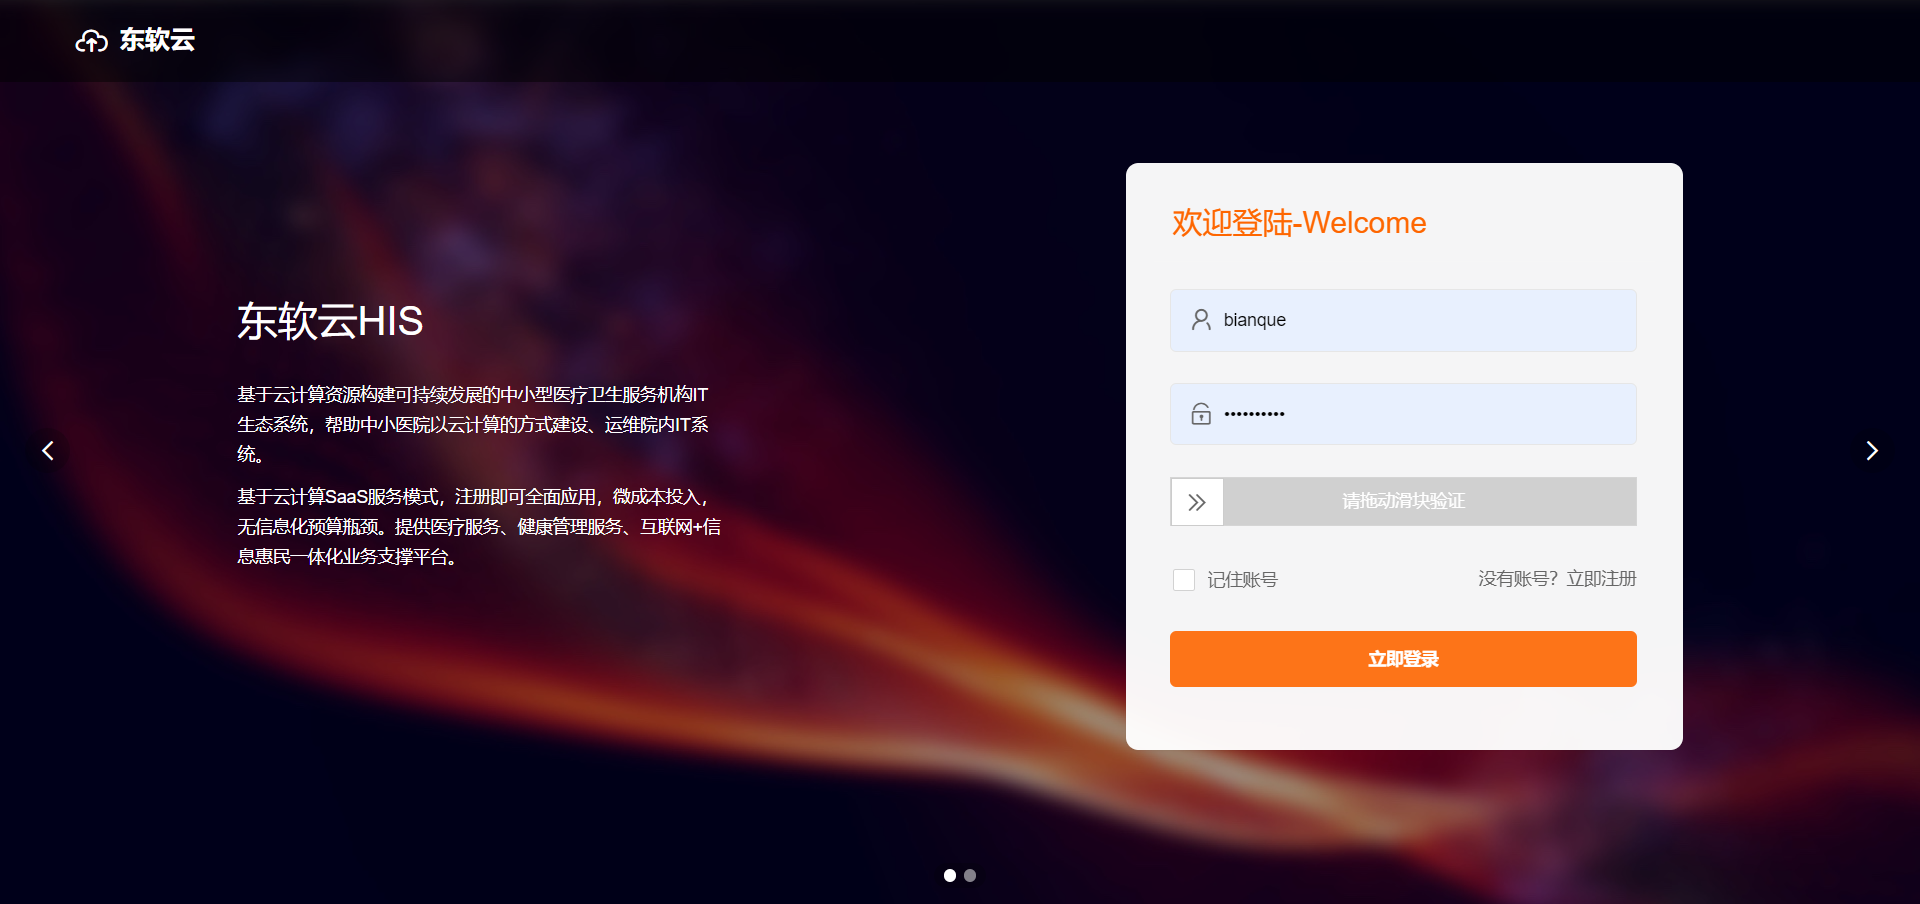 东软云
东软云HIS
基于云计算资源构建可持续发展的中小型医疗卫生服务机构IT
生态系统，帮助中小医院以云计算的方式建设、运维院内IT系
统。
基于云计算SaaS服务模式，注册即可全面应用，微成本投入，
无信息化预算瓶颈。提供医疗服务、健康管理服务、互联网+信
息惠民一体化业务支撑平台。
欢迎登陆-Welcome
bianque
••••••••••
请拖动滑块验证
记住账号
没有账号？立即注册
立即登录